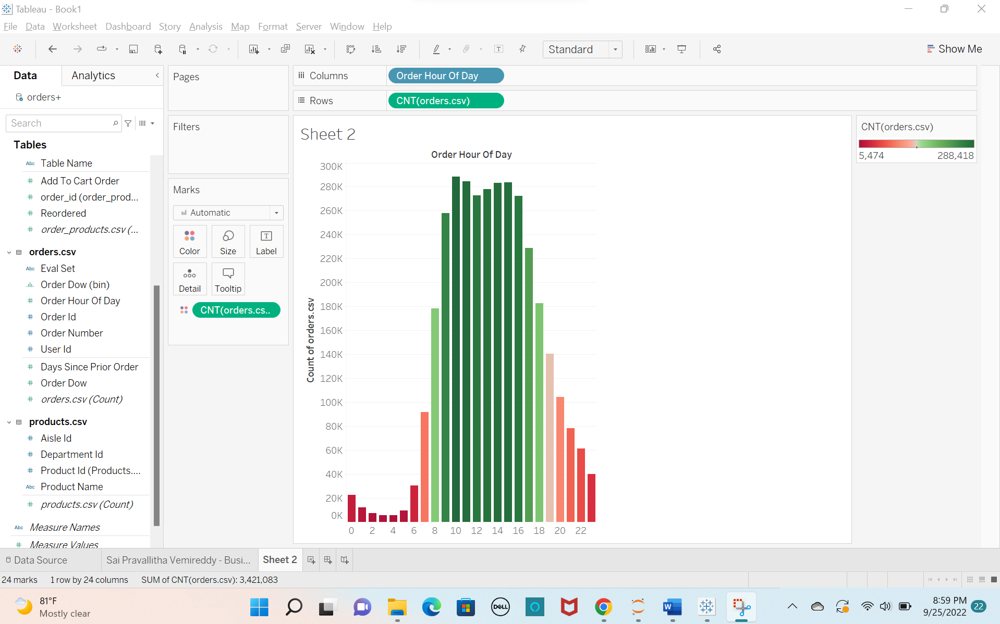 Tableau - Book1
File Data Worksheet Dashboard Story Analysis Map Format Server Window Help
Standard
Show Me
Data Analytics
orders+
Search
Tables
Abc Table Name
# Add To Cart Order
# order_id (order_prod...
# Reordered
# order_products.csv (...
orders.csv
Abc Eval Set
Order Dow (bin)
# Order Hour Of Day
# Order Id
# Order Number
# User Id
# Days Since Prior Order
# Order Dow
# orders.csv (Count)
products.csv
# Aisle Id
# Department Id
# Product Id (Products....
Abc Product Name
# products.csv (Count)
Abc Measure Names
# Measure Values
Pages
Filters
Marks
Automatic
Color Size Label
Detail Tooltip
CNT(orders.cs..
Columns Order Hour Of Day
Rows CNT(orders.csv)
Sheet 2
Order Hour Of Day
300K
280K
260K
240K
220K
200K
180K
160K
140K
120K
100K
80K
60K
40K
20K
0K
Count of orders.csv
0 2 4 6 8 10 12 14 16 18 20 22
CNT(orders.csv)
5,474 288,418
Data Source Sai Pravallitha Vemireddy - Busi... Sheet 2
24 marks 1 row by 24 columns SUM of CNT(orders.csv): 3,421,083
81°F
Mostly clear
DELL
W
8:59 PM
9/25/2022
22